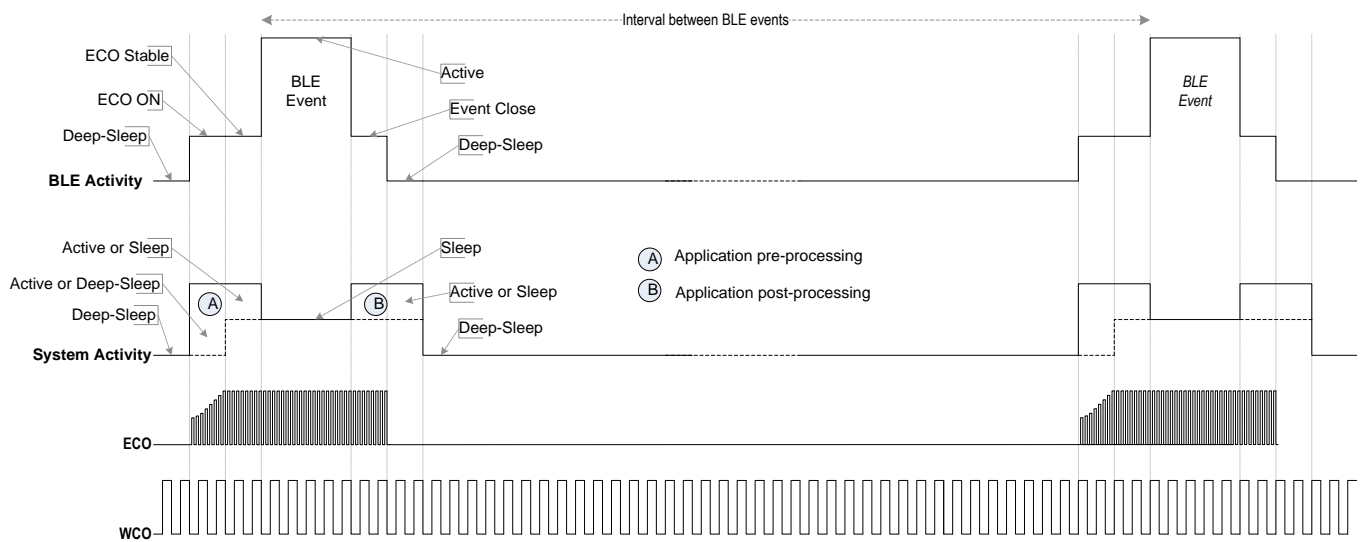 Interval between BLE events
ECO Stable
ECO ON
Deep-Sleep
BLE Activity
BLE
Event
Active
Event Close
Deep-Sleep
BLE
Event
Active or Sleep
Active or Deep-Sleep
Deep-Sleep
System Activity
A
Sleep
B
Active or Sleep
Deep-Sleep
A Application pre-processing
B Application post-processing
ECO
WCO